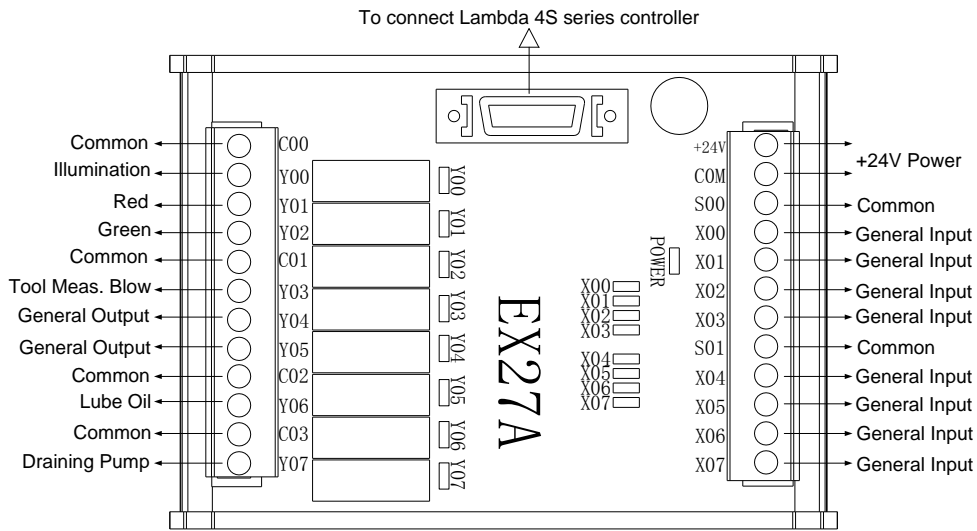 To connect Lambda 4S series controller
Common
Illumination
Red
Green
Common
Tool Meas. Blow
General Output
General Output
Common
Lube Oil
Common
Draining Pump
C00
Y00
Y01
Y02
C01
Y03
Y04
Y05
C02
Y06
C03
Y07
Y00
Y01
Y02
Y03
Y04
Y05
Y06
Y07
EX27A
POWER
X00
X01
X02
X03
X04
X05
X06
X07
+24V
COM
S00
X00
X01
X02
X03
S01
X04
X05
X06
X07
+24V Power
Common
General Input
General Input
General Input
General Input
Common
General Input
General Input
General Input
General Input